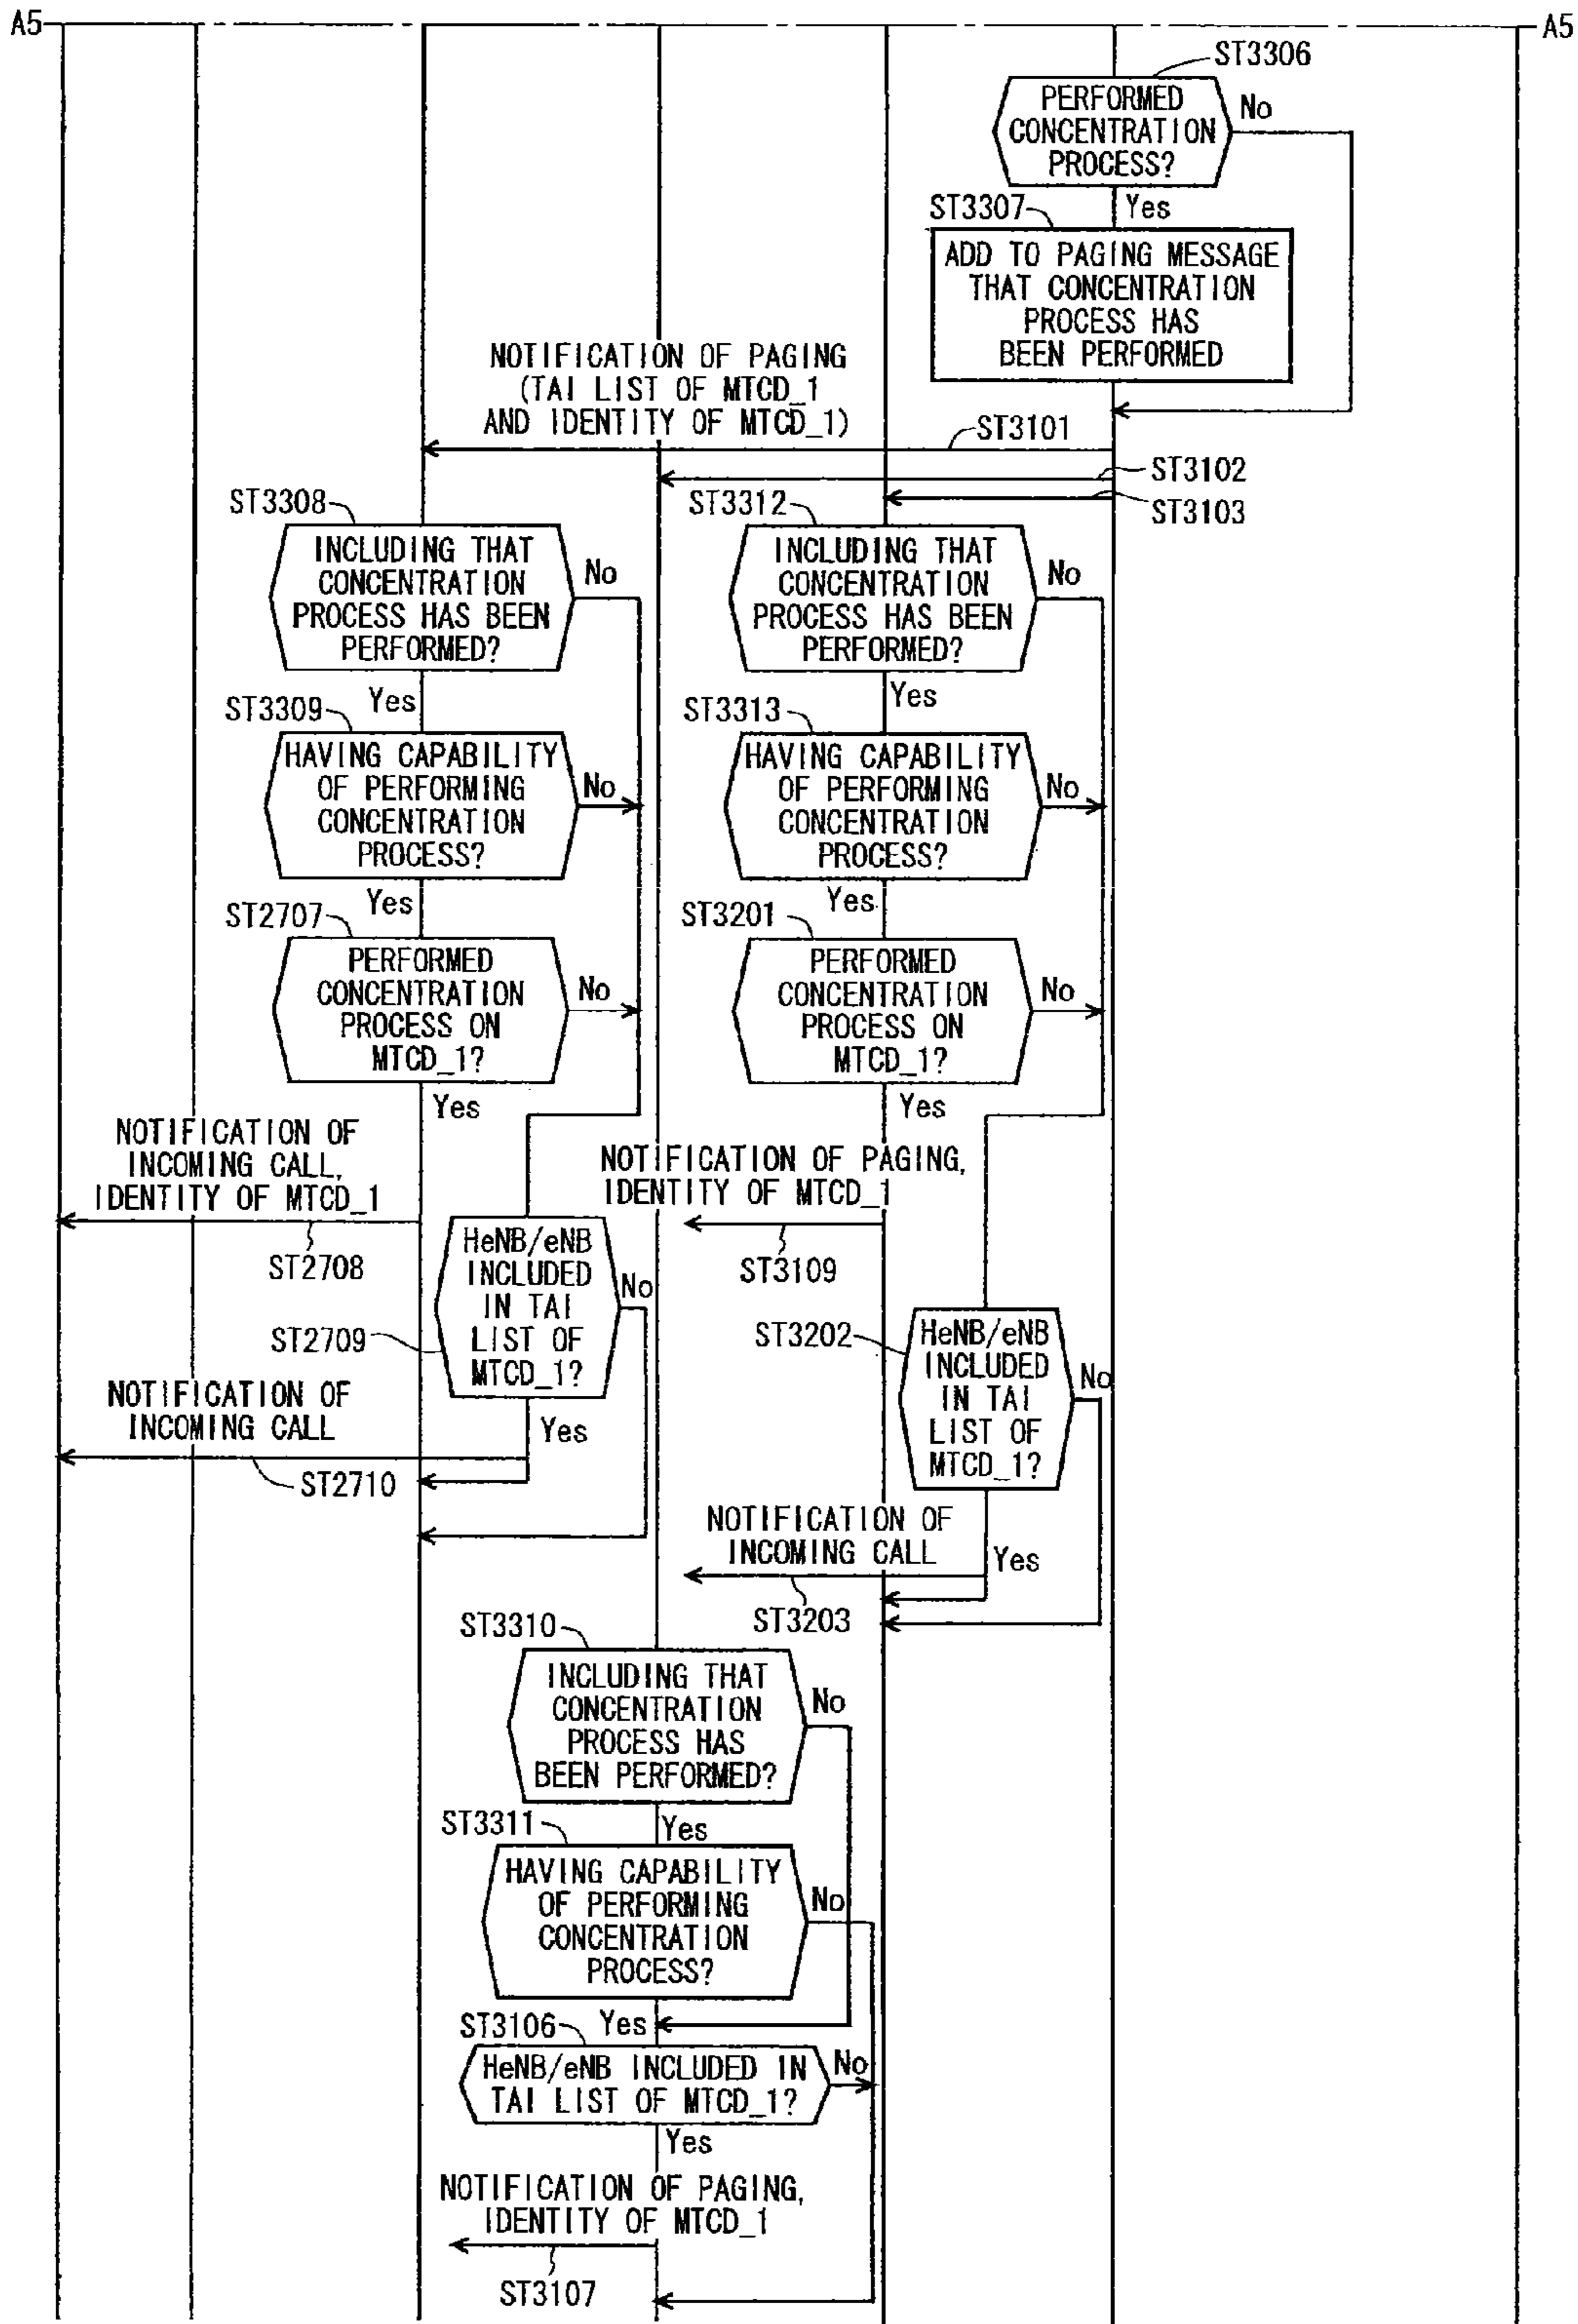 A5
A5
ST3306
PERFORMED
CONCENTRATION
PROCESS?
No
Yes
ST3307
ADD TO PAGING MESSAGE
THAT CONCENTRATION
PROCESS HAS
BEEN PERFORMED
NOTIFICATION OF PAGING
(TAI LIST OF MTCD_1
AND IDENTITY OF MTCD_1)
ST3101
ST3102
ST3103
ST3308
INCLUDING THAT
CONCENTRATION
PROCESS HAS BEEN
PERFORMED?
No
Yes
ST3312
INCLUDING THAT
CONCENTRATION
PROCESS HAS BEEN
PERFORMED?
No
Yes
ST3309
HAVING CAPABILITY
OF PERFORMING
CONCENTRATION
PROCESS?
No
Yes
ST3313
HAVING CAPABILITY
OF PERFORMING
CONCENTRATION
PROCESS?
No
Yes
ST2707
PERFORMED
CONCENTRATION
PROCESS ON
MTCD_1?
No
Yes
ST3201
PERFORMED
CONCENTRATION
PROCESS ON
MTCD_1?
No
Yes
NOTIFICATION OF
INCOMING CALL,
IDENTITY OF MTCD_1
ST2708
NOTIFICATION OF PAGING,
IDENTITY OF MTCD_1
ST3109
HeNB/eNB
INCLUDED
IN TAI
LIST OF
MTCD_1?
No
ST2709
Yes
NOTIFICATION OF
INCOMING CALL
ST2710
ST3202
HeNB/eNB
INCLUDED
IN TAI
LIST OF
MTCD_1?
No
Yes
NOTIFICATION OF
INCOMING CALL
ST3203
ST3310
INCLUDING THAT
CONCENTRATION
PROCESS HAS
BEEN PERFORMED?
No
Yes
ST3311
HAVING CAPABILITY
OF PERFORMING
CONCENTRATION
PROCESS?
No
Yes
ST3106
HeNB/eNB INCLUDED IN
TAI LIST OF MTCD_1?
No
Yes
NOTIFICATION OF PAGING,
IDENTITY OF MTCD_1
ST3107